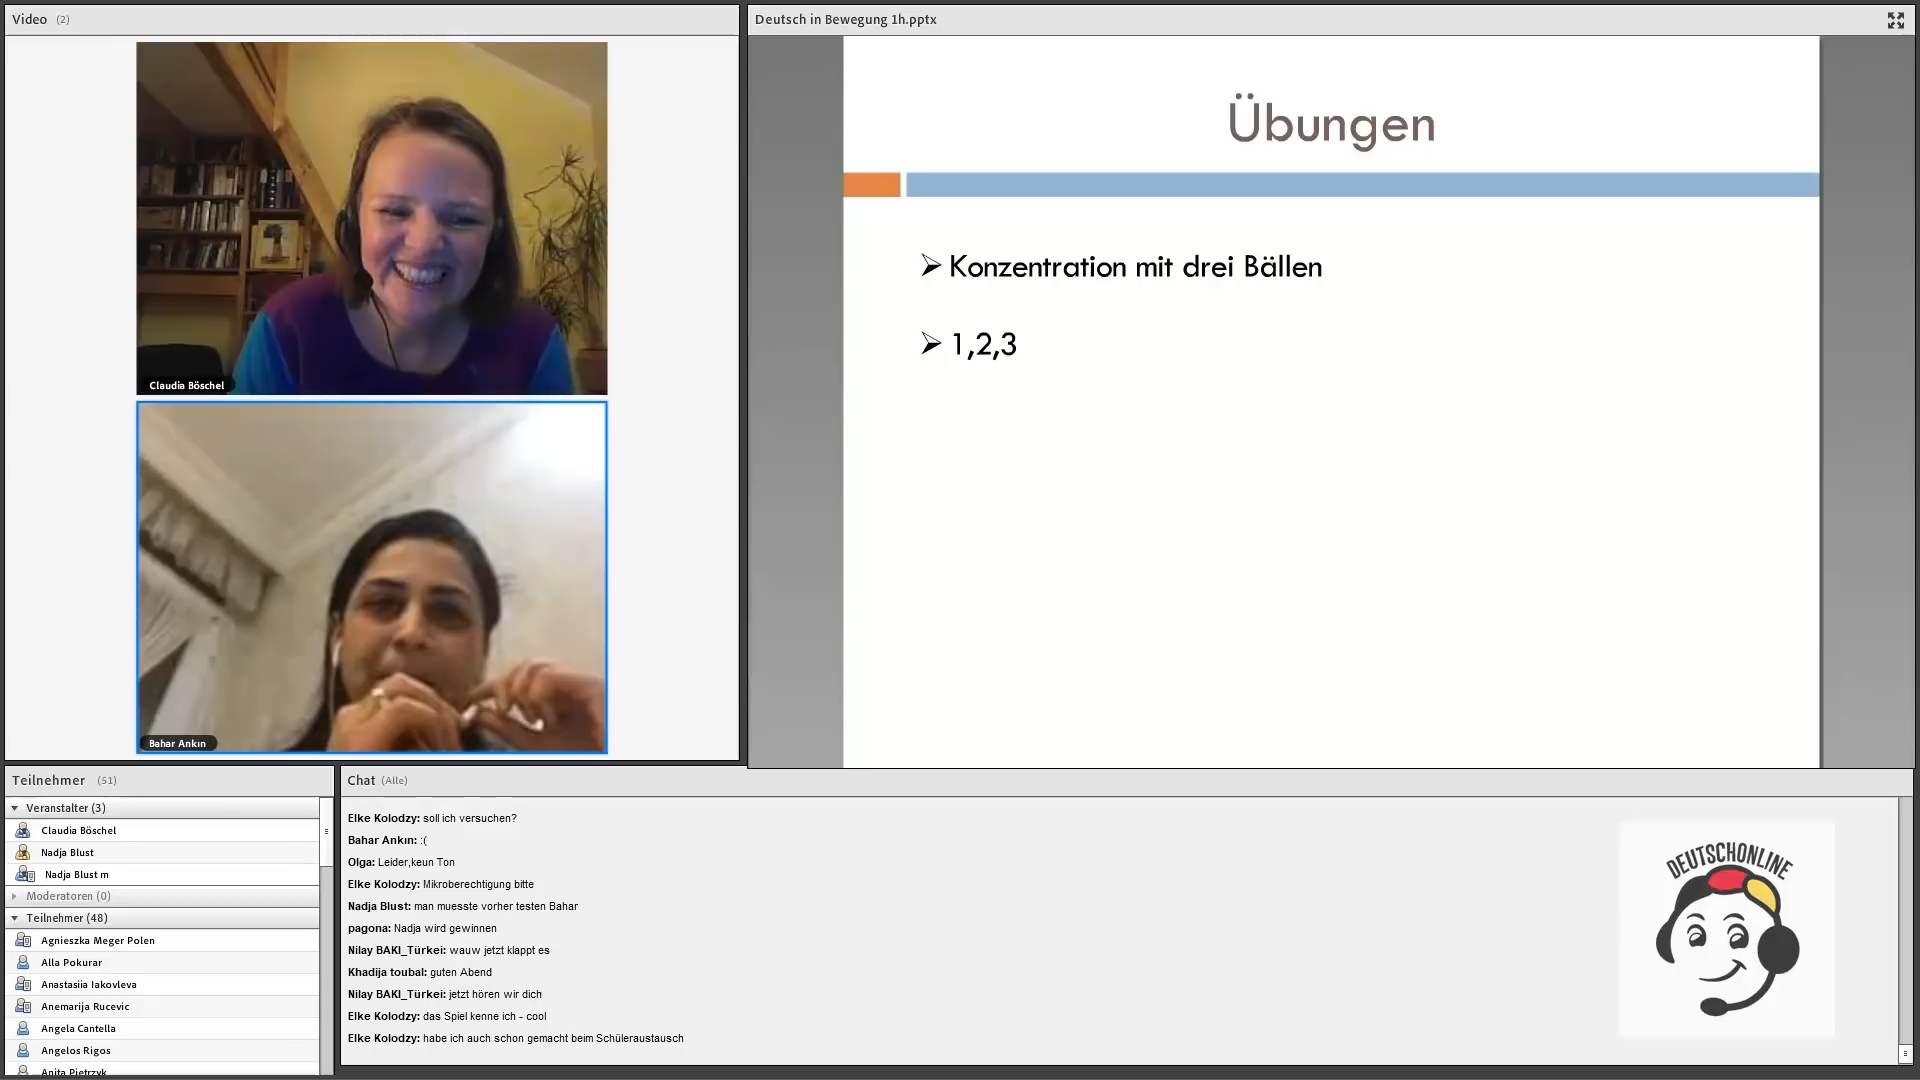 Video (2)
Claudia Böschel
Bahar Ankın
Deutsch in Bewegung 1h.pptx
Übungen
Konzentration mit drei Bällen
1,2,3
Teilnehmer (51)
Veranstalter (3)
Claudia Böschel
Nadja Blust
Nadja Blust m
Moderatoren (0)
Teilnehmer (48)
Agnieszka Meger Polen
Alla Pokurar
Anastasiia Iakovleva
Anemarija Rucevic
Angela Cantella
Angelos Rigos
Anita Pietrzyk
Chat (Alle)
Elke Kolodzy: soll ich versuchen?
Bahar Ankın: :(
Olga: Leider,keun Ton
Elke Kolodzy: Mikroberechtigung bitte
Nadja Blust: man muesste vorher testen Bahar
pagona: Nadja wird gewinnen
Nilay BAKI_Türkei: wauw jetzt klappt es
Khadija toubal: guten Abend
Nilay BAKI_Türkei: jetzt hören wir dich
Elke Kolodzy: das Spiel kenne ich - cool
Elke Kolodzy: habe ich auch schon gemacht beim Schüleraustausch
DEUTSCHONLINE